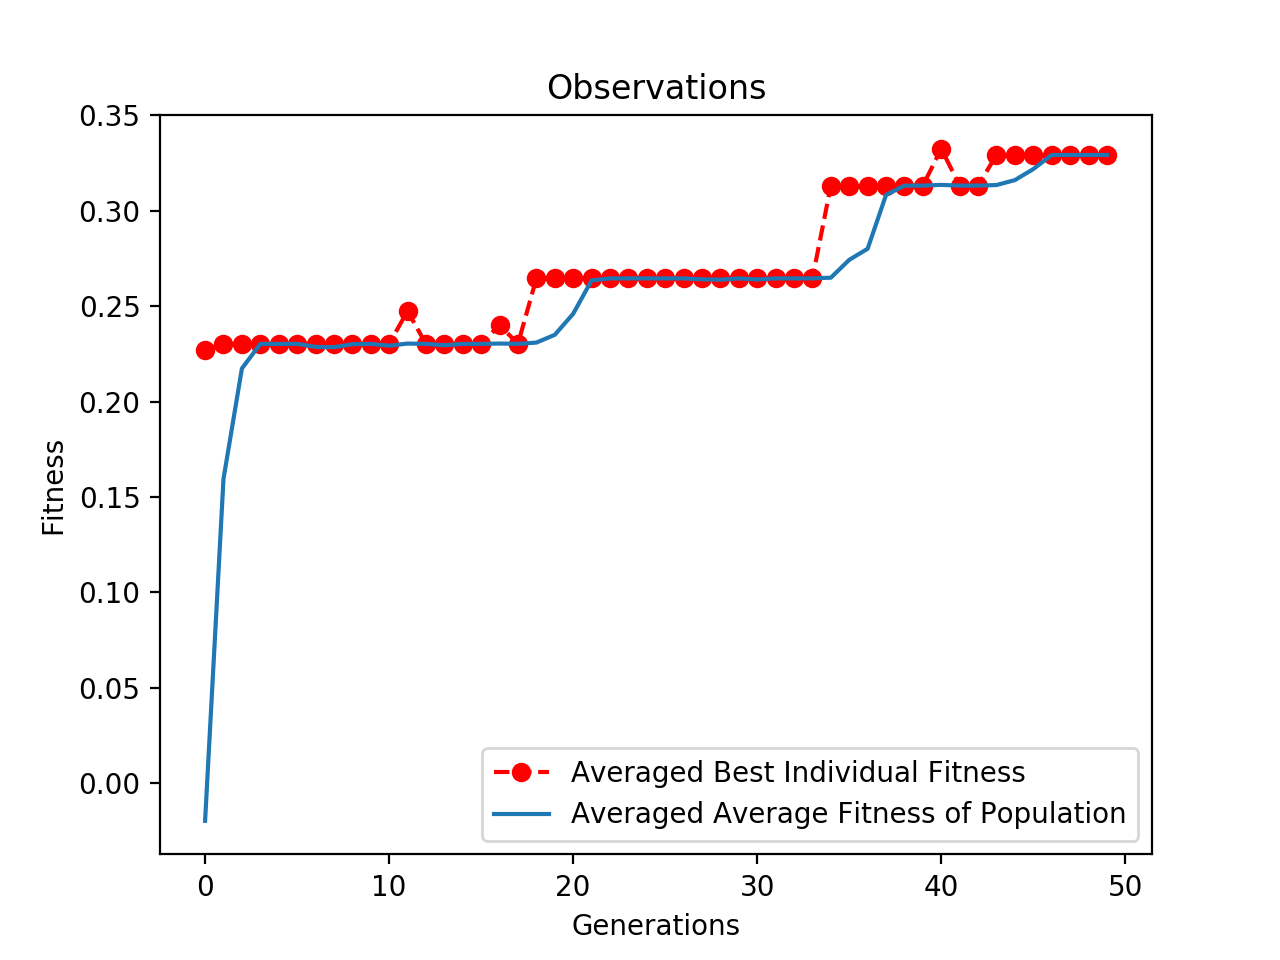 Observations
0.35
0.30
0.25
0.20
0.15
0.10
0.05
0.00
Fitness
0 10 20 30 40 50
Generations
Averaged Best Individual Fitness
Averaged Average Fitness of Population